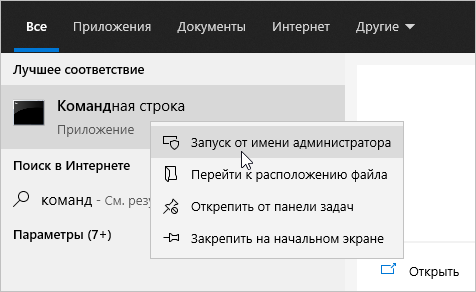 Все Приложения Документы Интернет Другие
Лучшее соответствие
Командная строка
Приложение
Запуск от имени администратора
Перейти к расположению файла
Открепить от панели задач
Закрепить на начальном экране
Поиск в Интернете
команд - См. резу
Параметры (7+)
Открыть